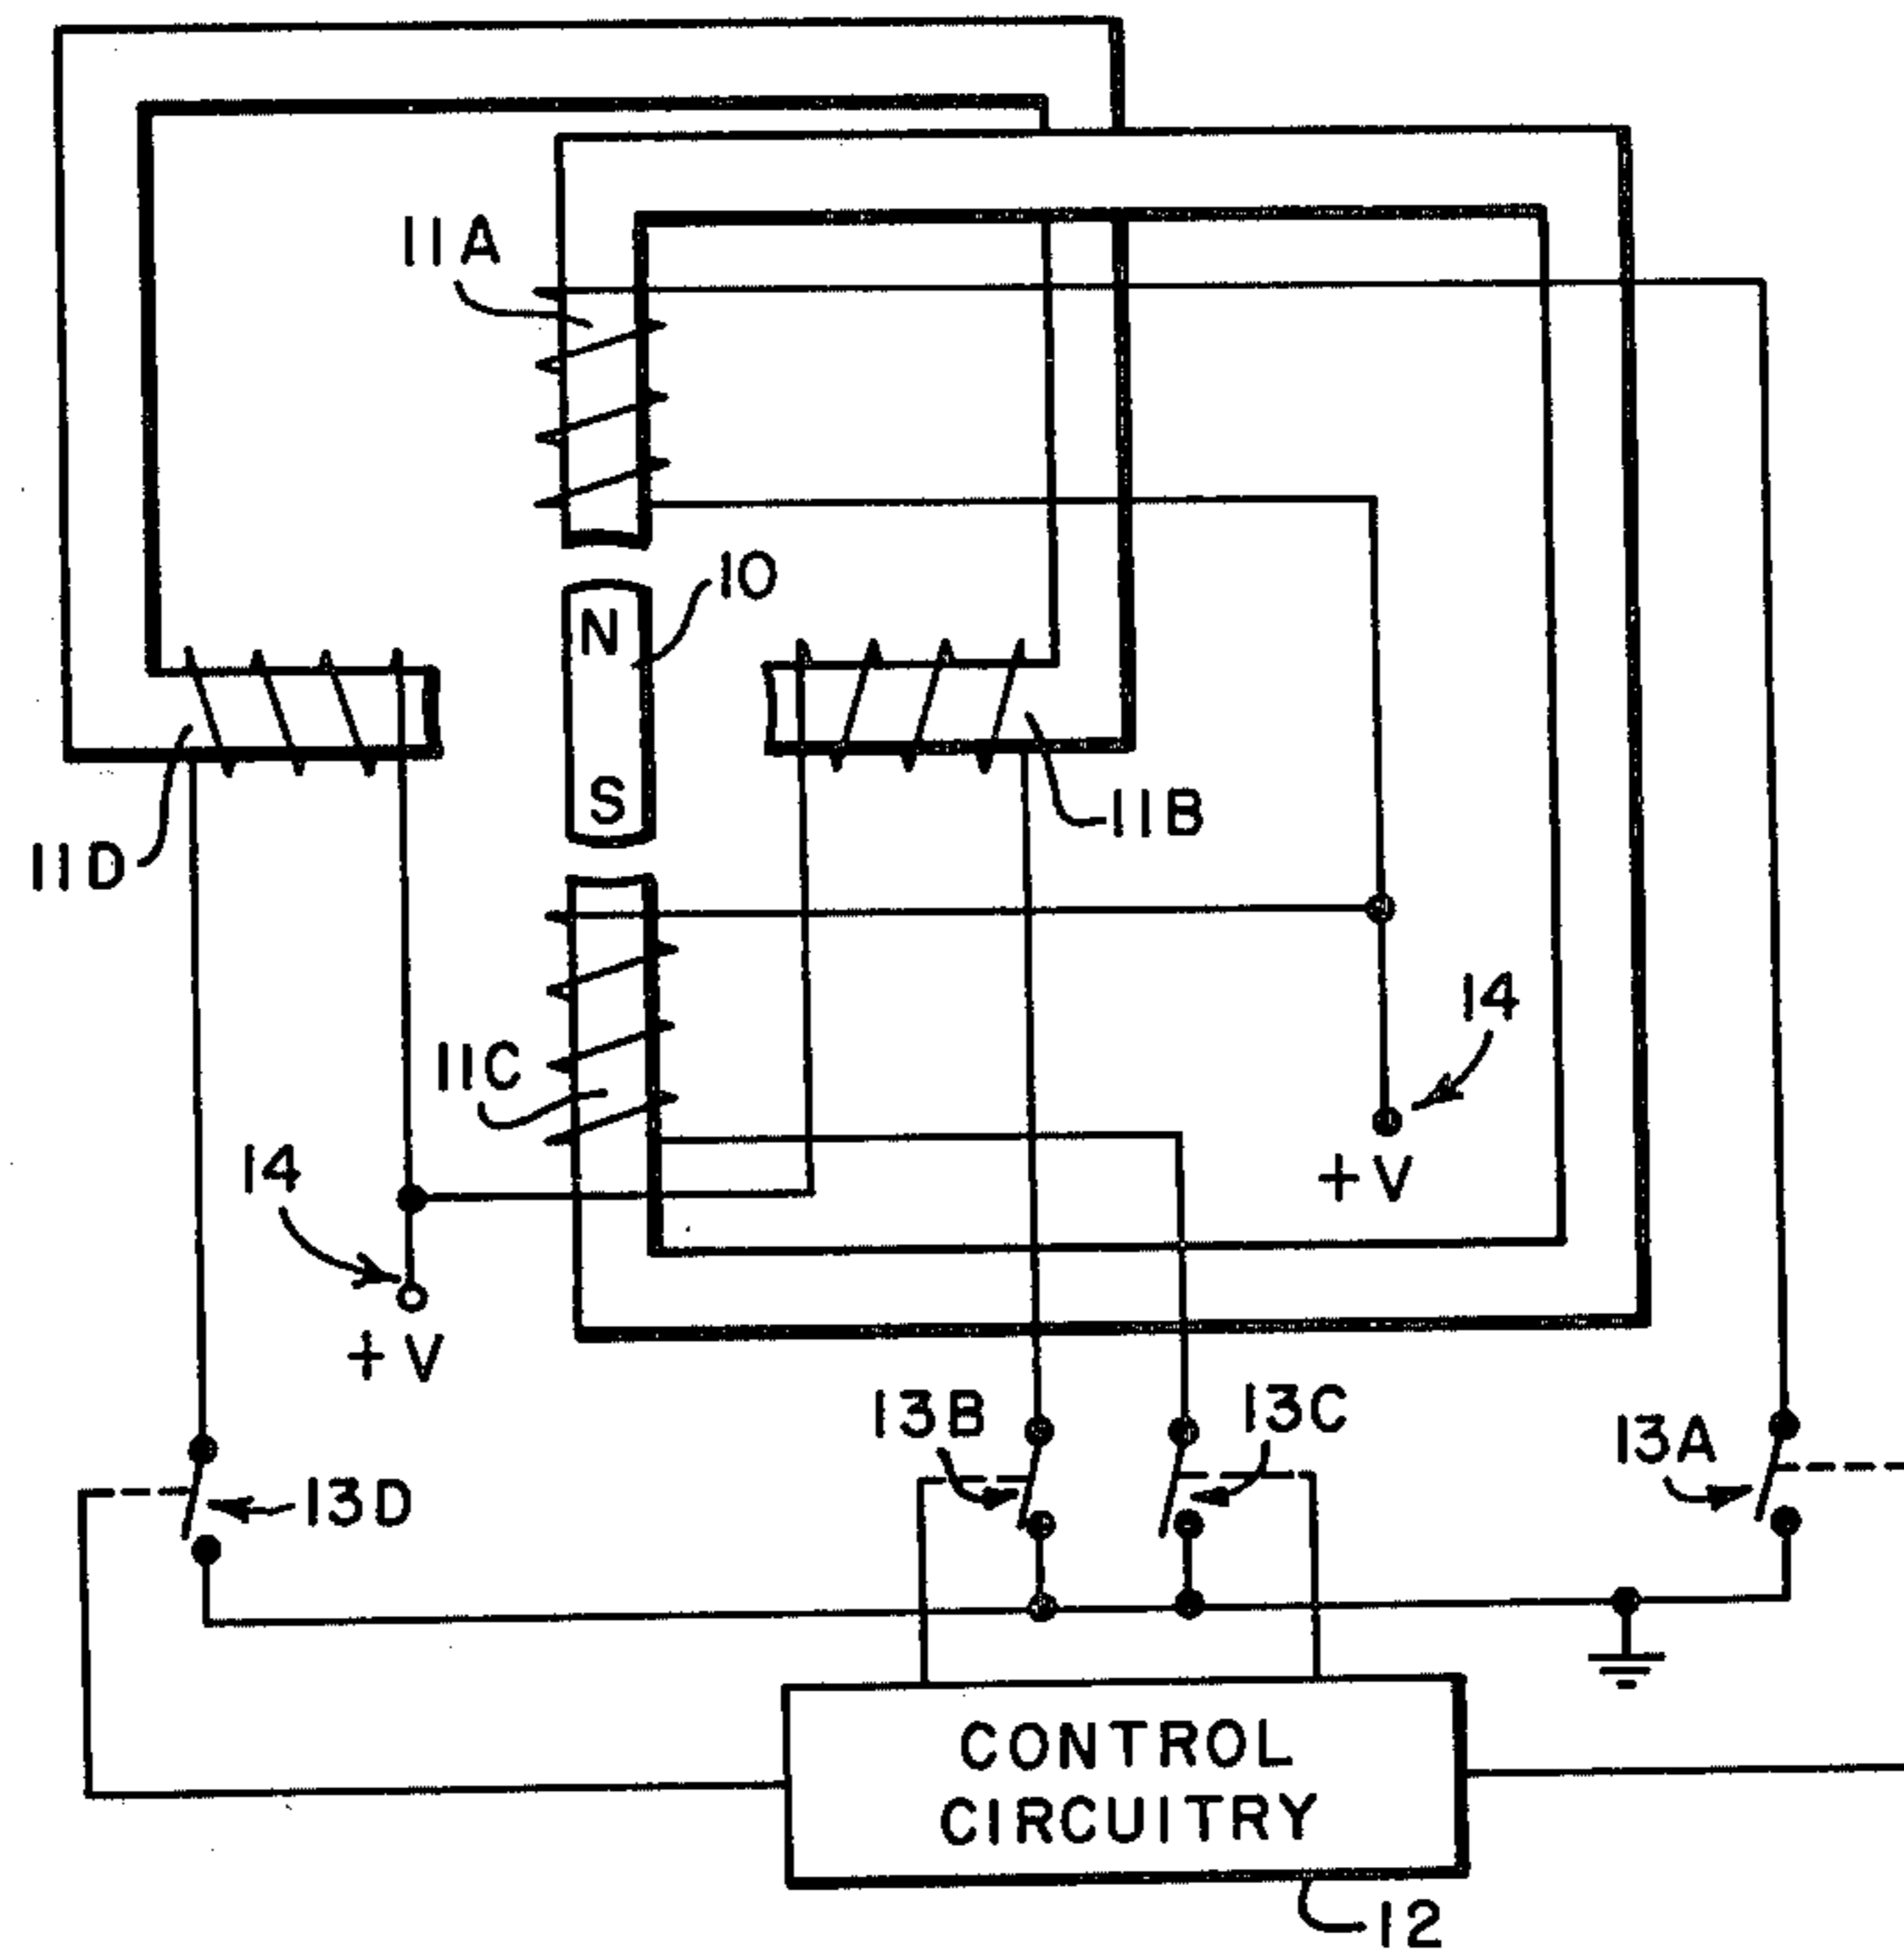 11A
10
N
S
11B
11D
14
11C
14
+V
+V
13B
13C
13A
13D
CONTROL
CIRCUITRY
12